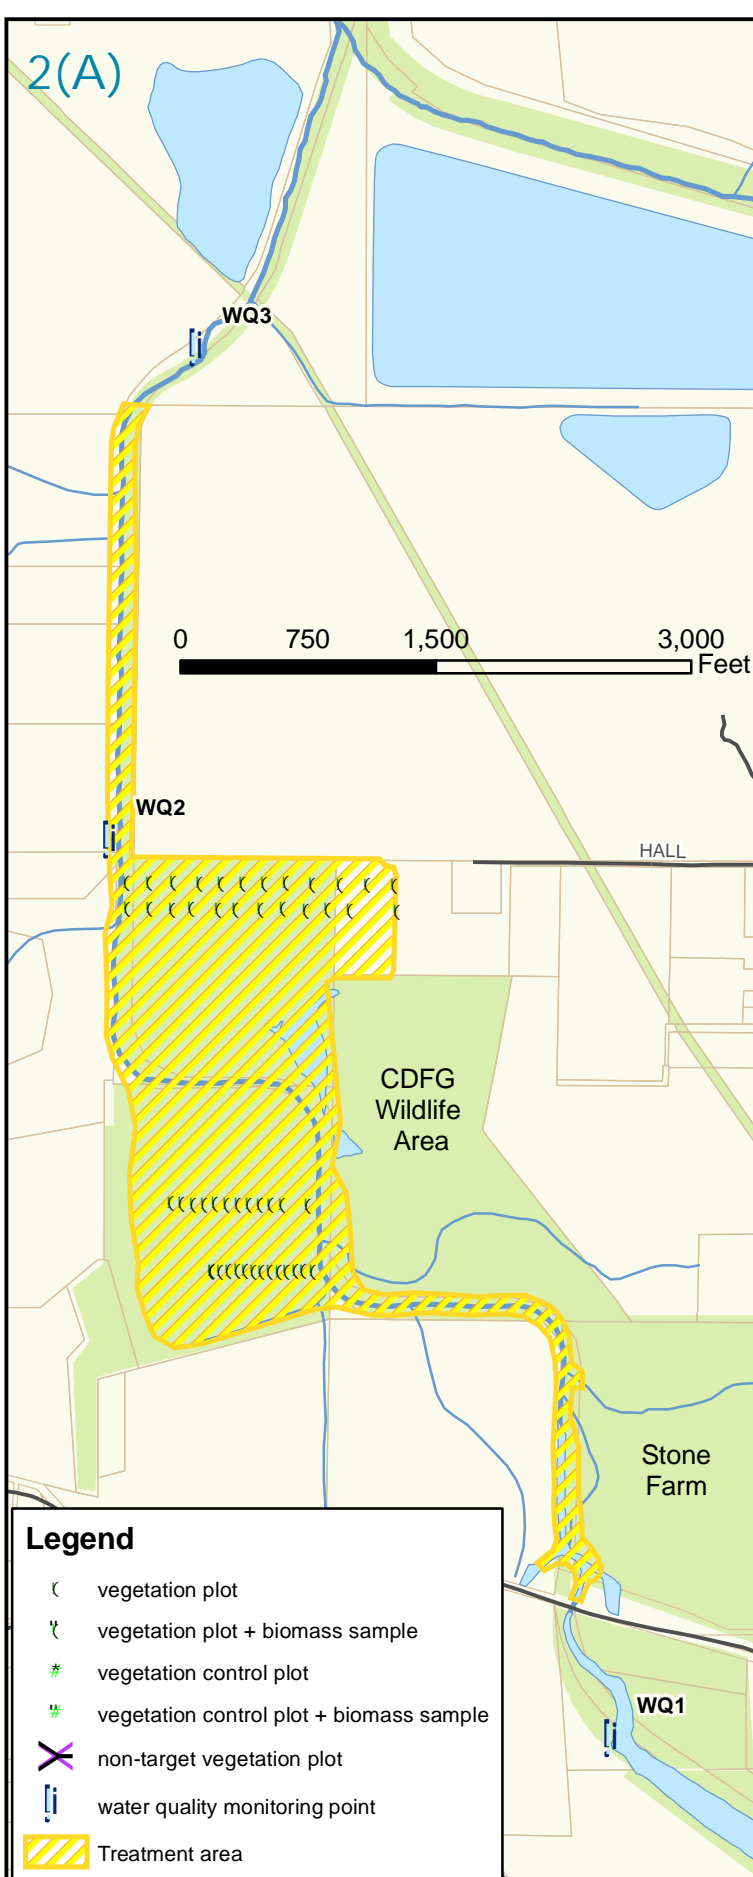 2(A)
WQ3
0 750 1,500 3,000
Feet
WQ2
HALL
CDFG
Wildlife
Area
Stone
Farm
WQ1
Legend
vegetation plot
vegetation plot + biomass sample
vegetation control plot
vegetation control plot + biomass sample
non-target vegetation plot
water quality monitoring point
Treatment area